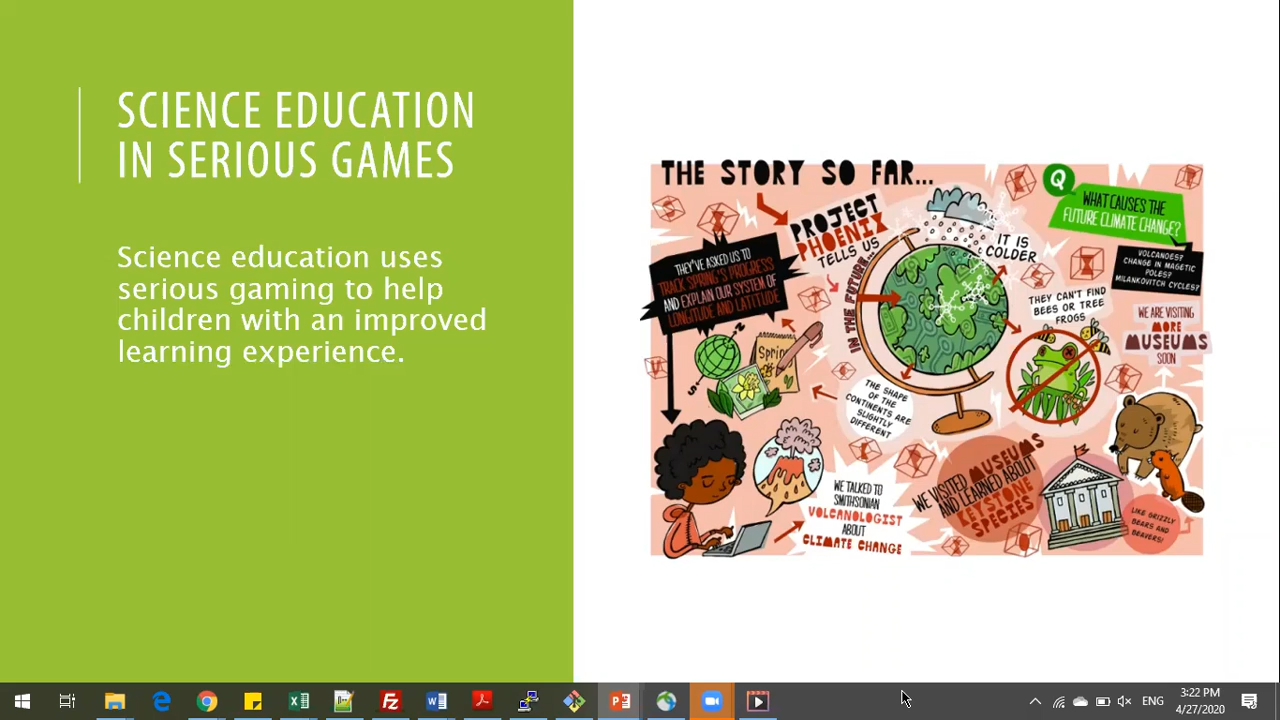 SCIENCE EDUCATION
IN SERIOUS GAMES
Science education uses
serious gaming to help
children with an improved
learning experience.
THE STORY SO FAR...
PROJECT
PHOENIX
TELLS US
IN THE FUTURE...
IT IS
COLDER
Q
WHAT CAUSES THE
FUTURE CLIMATE CHANGE?
VOLCANOES?
CHANGE IN MAGETIC
POLES?
MILANKOVITCH CYCLES?
THEY'VE ASKED US TO
TRACK SPRING'S PROGRESS
AND EXPLAIN OUR SYSTEM OF
LONGITUDE AND LATITUDE
THEY CAN'T FIND
BEES OR TREE
FROGS
WE ARE VISITING
MORE
MUSEUMS
SOON
N
S
Spring
THE SHAPE
OF THE
CONTINENTS ARE
SLIGHTLY
DIFFERENT
WE TALKED TO
SMITHSONIAN
VOLCANOLOGIST
ABOUT
CLIMATE CHANGE
WE VISITED MUSEUMS
AND LEARNED ABOUT
KEYSTONE
SPECIES
LIKE GRIZZLY
BEARS AND
BEAVERS!
ENG
3:22 PM
4/27/2020